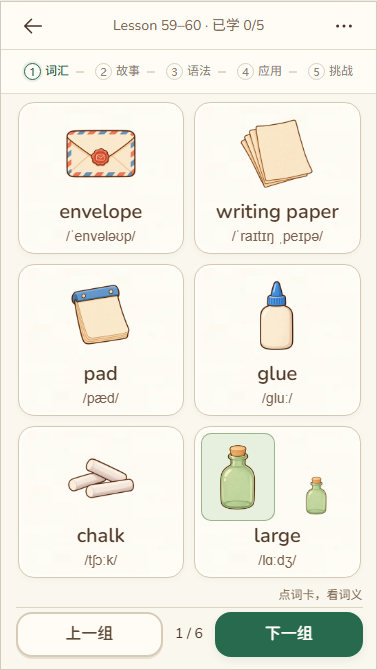 Lesson 59–60 · 已学 0/5
1 词汇 – 2 故事 – 3 语法 – 4 应用 – 5 挑战
envelope
/ˈenvələʊp/
writing paper
/ˈraɪtɪŋ ˌpeɪpə/
pad
/pæd/
glue
/ɡluː/
chalk
/tʃɔːk/
large
/lɑːdʒ/
点词卡，看词义
上一组 1 / 6 下一组